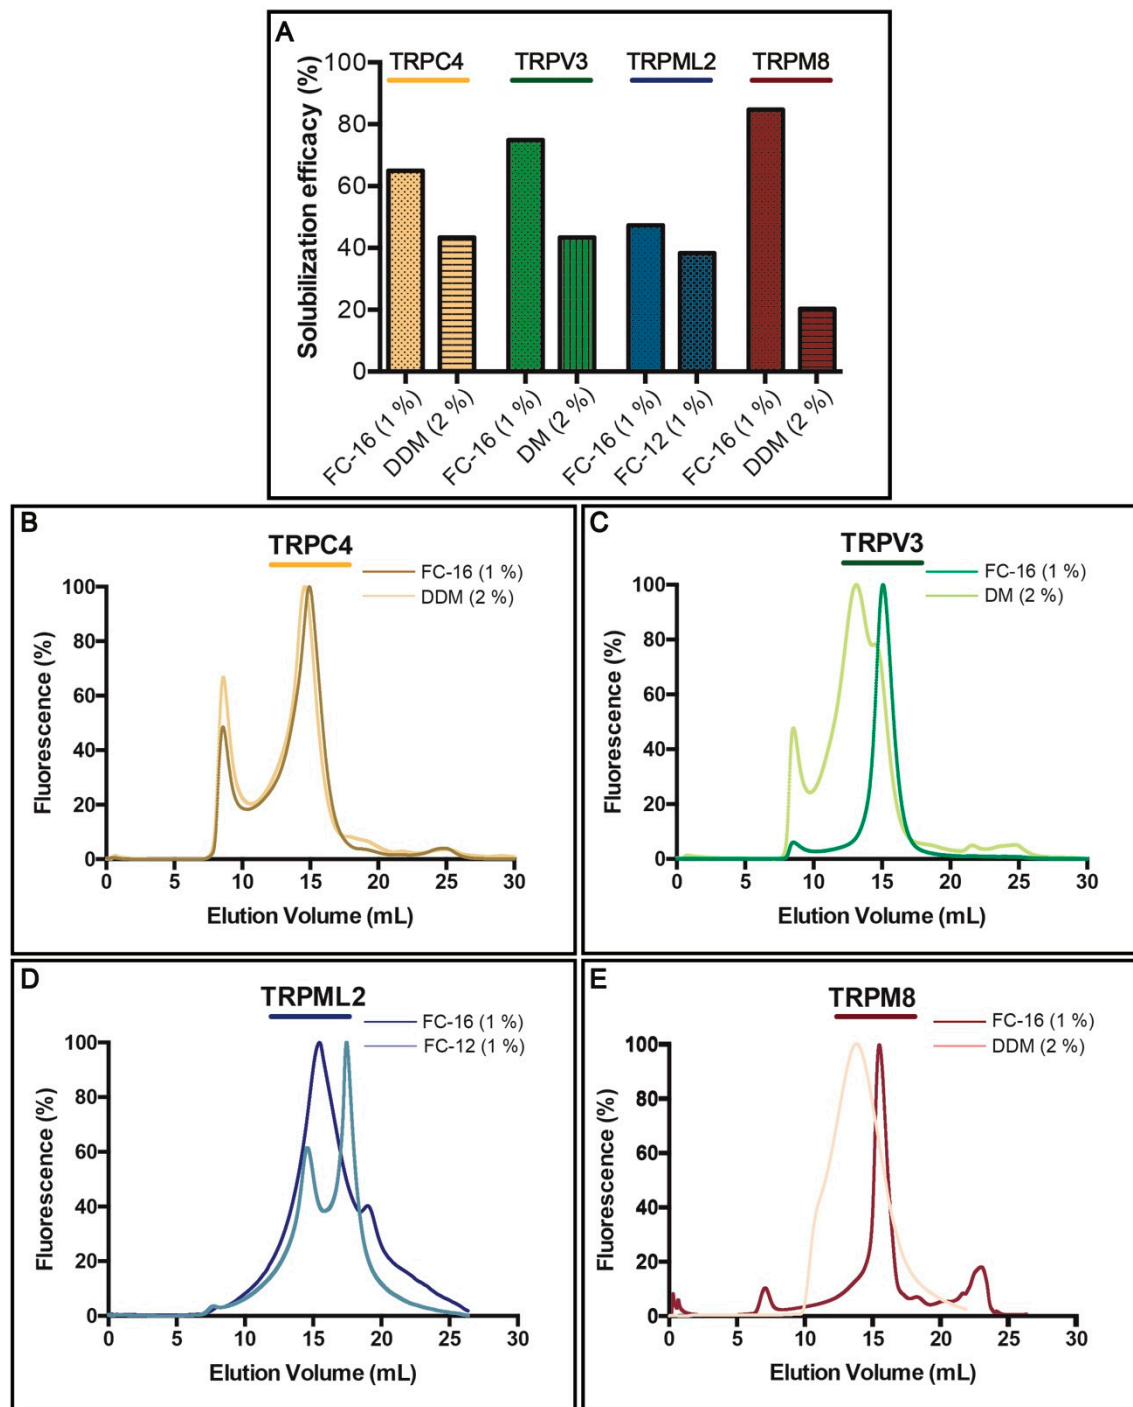 A
TRPC4 TRPV3 TRPML2 TRPM8
Solubilization efficacy (%)
100
80
60
40
20
0
FC-16 (1 %)
DDM (2 %)
FC-16 (1 %)
DM (2 %)
FC-16 (1 %)
FC-12 (1 %)
FC-16 (1 %)
DDM (2 %)
B
TRPC4
FC-16 (1 %)
DDM (2 %)
Fluorescence (%)
100
80
60
40
20
0
0 5 10 15 20 25 30
Elution Volume (mL)
C
TRPV3
FC-16 (1 %)
DM (2 %)
Fluorescence (%)
100
80
60
40
20
0
0 5 10 15 20 25 30
Elution Volume (mL)
D
TRPML2
FC-16 (1 %)
FC-12 (1 %)
Fluorescence (%)
100
80
60
40
20
0
0 5 10 15 20 25 30
Elution Volume (mL)
E
TRPM8
FC-16 (1 %)
DDM (2 %)
Fluorescence (%)
100
80
60
40
20
0
0 5 10 15 20 25 30
Elution Volume (mL)